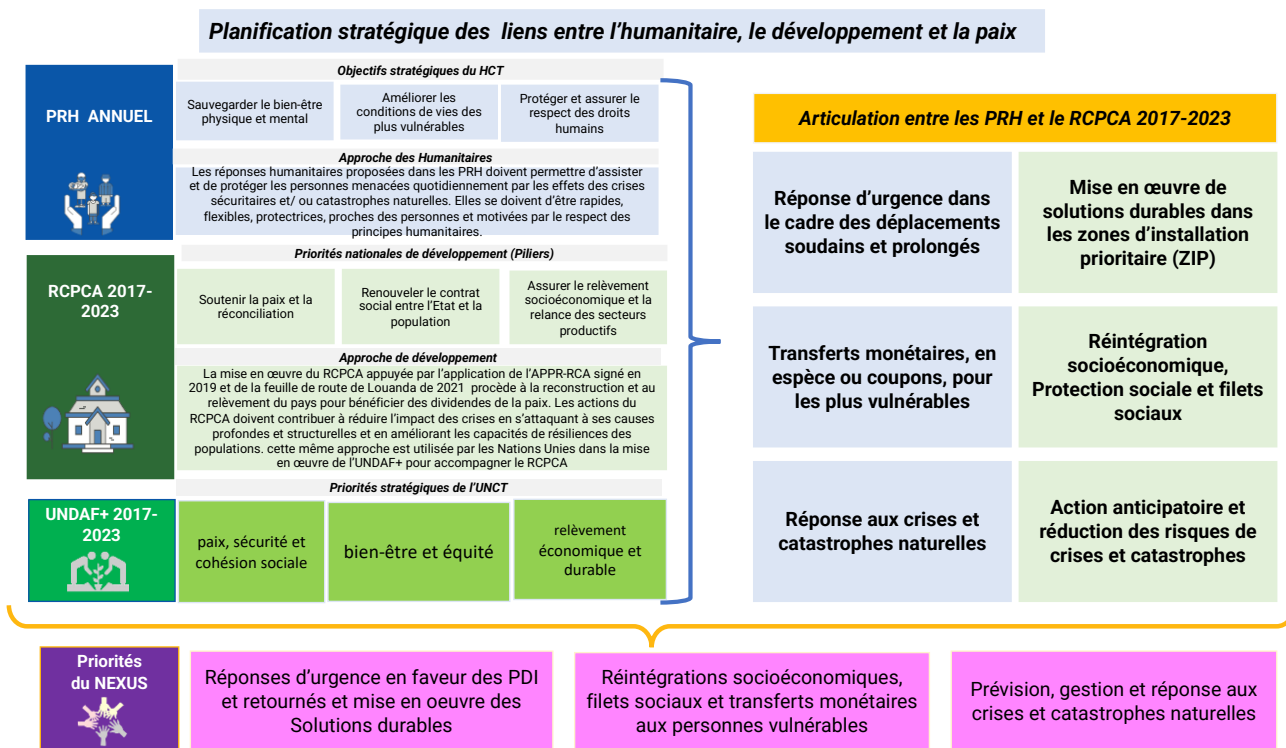 Planification stratégique des liens entre l'humanitaire, le développement et la paix
PRH ANNUEL
Objectifs stratégiques du HCT
Sauvegarder le bien-être
physique et mental
Améliorer les
conditions de vies des
plus vulnérables
Protéger et assurer le
respect des droits
humains
Approche des Humanitaires
Les réponses humanitaires proposées dans les PRH doivent permettre d'assister
et de protéger les personnes menacées quotidiennement par les effets des crises
sécuritaires et/ ou catastrophes naturelles. Elles se doivent d'être rapides,
flexibles, protectrices, proches des personnes et motivées par le respect des
principes humanitaires.
RCPCA 2017-
2023
Priorités nationales de développement (Piliers)
Soutenir la paix et la
réconciliation
Renouveler le contrat
social entre l'Etat et la
population
Assurer le relèvement
socioéconomique et la
relance des secteurs
productifs
Approche de développement
La mise en œuvre du RCPCA appuyée par l'application de l'APPR-RCA signé en
2019 et de la feuille de route de Louanda de 2021 procède à la reconstruction et au
relèvement du pays pour bénéficier des dividendes de la paix. Les actions du
RCPCA doivent contribuer à réduire l'impact des crises en s'attaquant à ses causes
profondes et structurelles et en améliorant les capacités de résiliences des
populations. cette même approche est utilisée par les Nations Unies dans la mise
en œuvre de l'UNDAF+ pour accompagner le RCPCA
UNDAF+ 2017-
2023
Priorités stratégiques de l'UNCT
paix, sécurité et
cohésion sociale
bien-être et équité
relèvement
économique et
durable
Articulation entre les PRH et le RCPCA 2017-2023
Réponse d'urgence dans
le cadre des déplacements
soudains et prolongés
Mise en œuvre de
solutions durables dans
les zones d'installation
prioritaire (ZIP)
Transferts monétaires, en
espèce ou coupons, pour
les plus vulnérables
Réintégration
socioéconomique,
Protection sociale et filets
sociaux
Réponse aux crises et
catastrophes naturelles
Action anticipatoire et
réduction des risques de
crises et catastrophes
Priorités
du NEXUS
Réponses d'urgence en faveur des PDI
et retournés et mise en oeuvre des
Solutions durables
Réintégrations socioéconomiques,
filets sociaux et transferts monétaires
aux personnes vulnérables
Prévision, gestion et réponse aux
crises et catastrophes naturelles